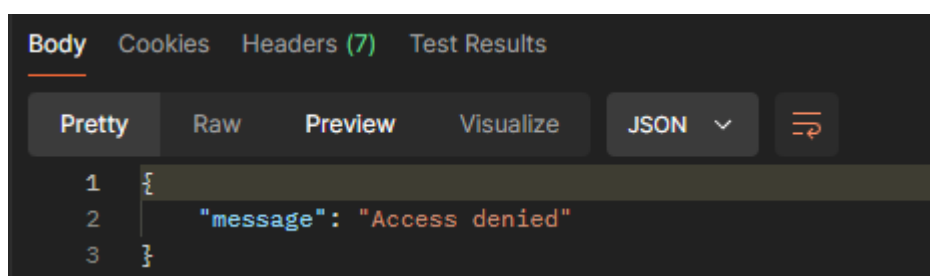 Body Cookies Headers (7) Test Results
Pretty Raw Preview Visualize JSON
1 {
2 "message": "Access denied"
3 }